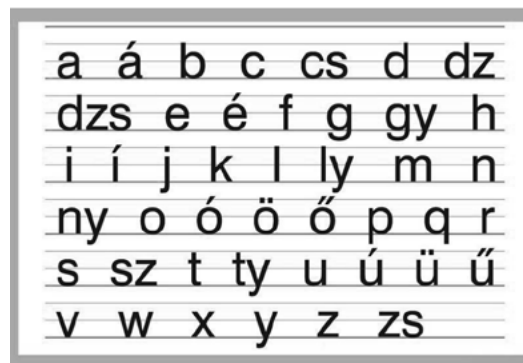 a á b c cs d dz
dzs e é f g gy h
i í j k l ly m n
ny o ó ö ő p q r
s sz t ty u ú ü ű
v w x y z zs